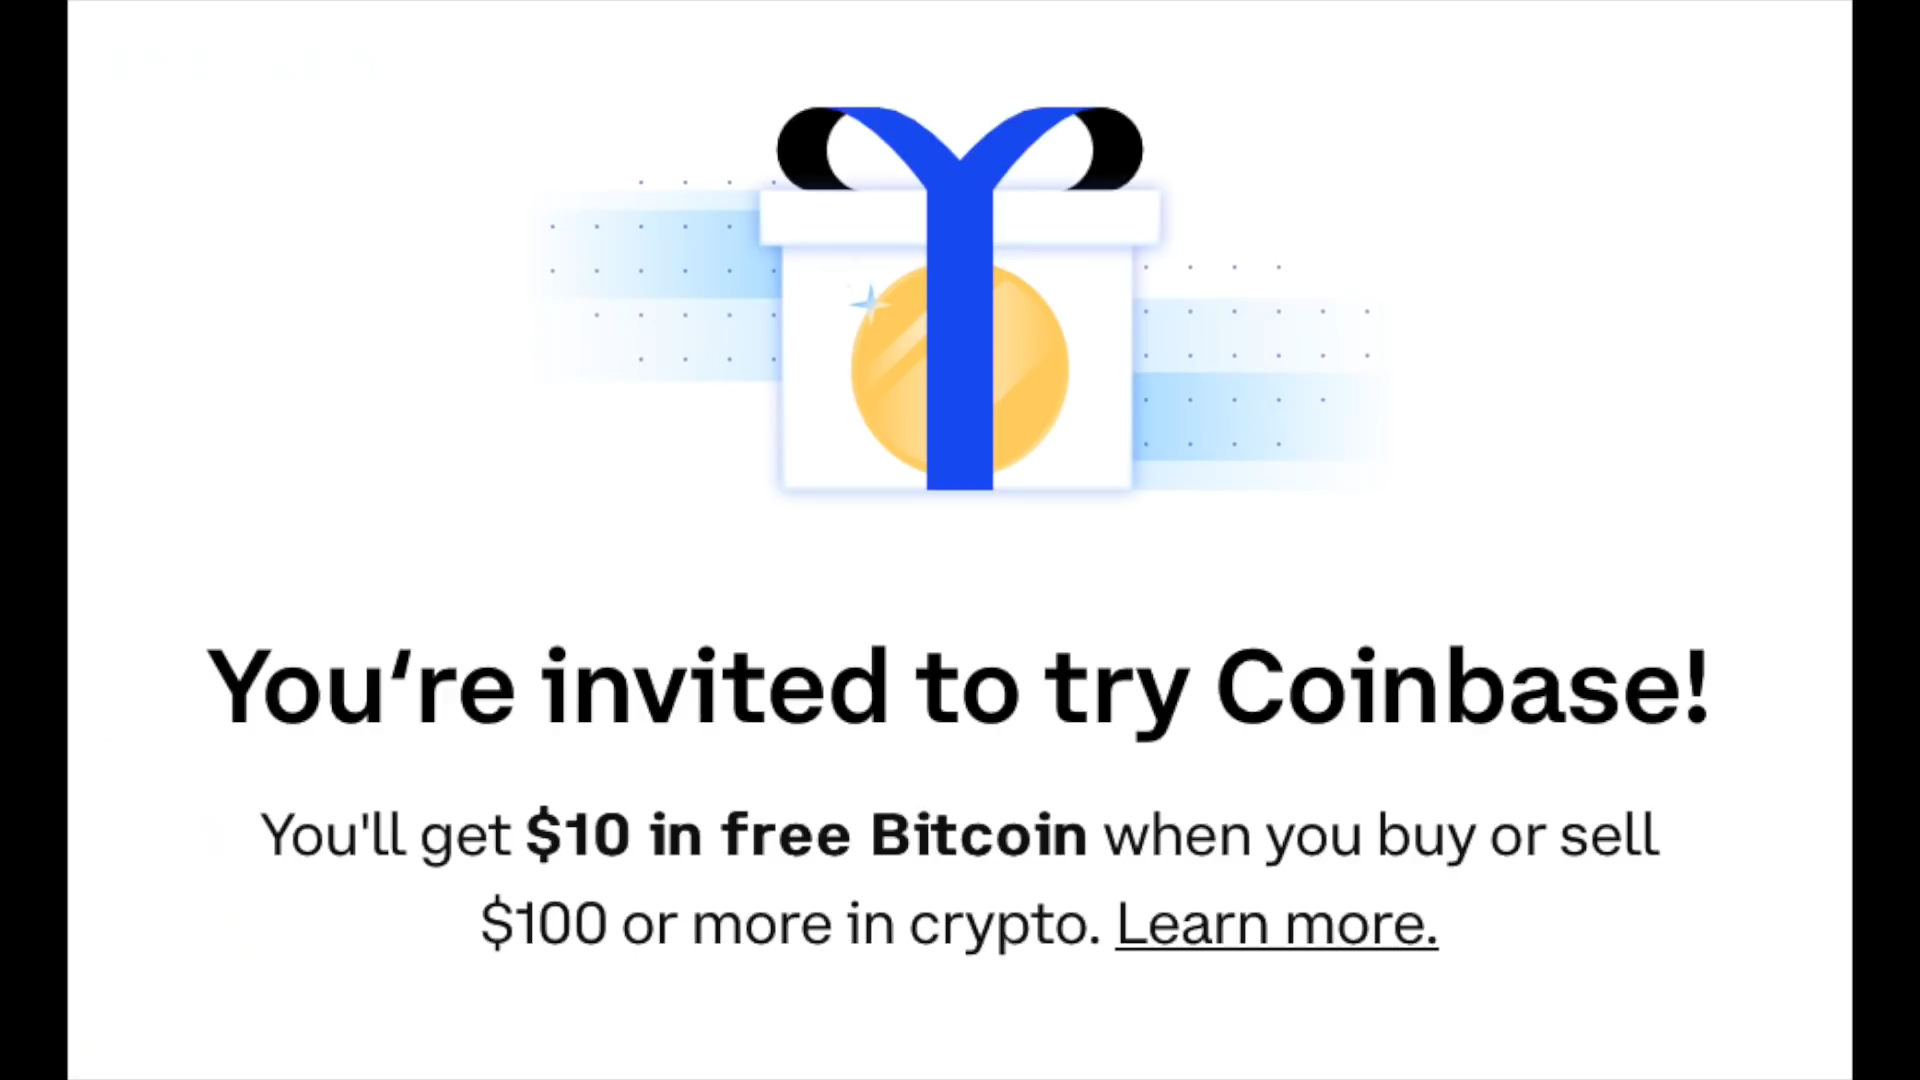 You‘re invited to try Coinbase!
You'll get $10 in free Bitcoin when you buy or sell
$100 or more in crypto. Learn more.